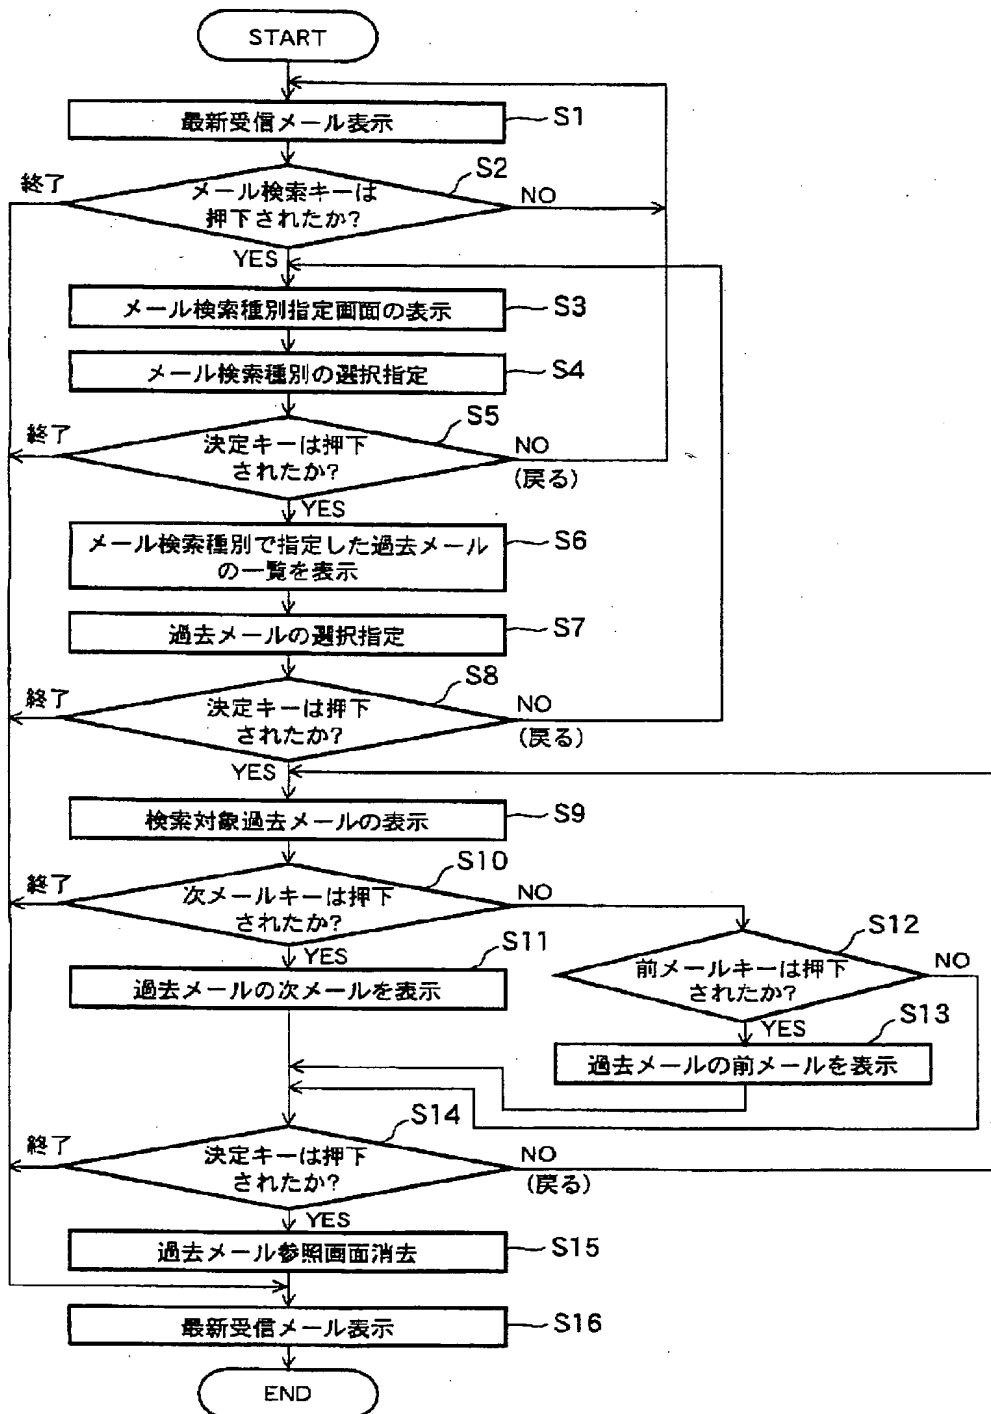 START
最新受信メール表示
S1
S2
終了
メール検索キーは
押下されたか?
NO
YES
メール検索種別指定画面の表示
S3
メール検索種別の選択指定
S4
S5
終了
決定キーは押下
されたか?
NO
(戻る)
YES
メール検索種別で指定した過去メール
の一覧を表示
S6
過去メールの選択指定
S7
S8
終了
決定キーは押下
されたか?
NO
(戻る)
YES
検索対象過去メールの表示
S9
S10
終了
次メールキーは押下
されたか?
NO
YES
S11
過去メールの次メールを表示
S12
前メールキーは押下
されたか?
NO
YES
S13
過去メールの前メールを表示
S14
終了
決定キーは押下
されたか?
NO
(戻る)
YES
過去メール参照画面消去
S15
最新受信メール表示
S16
END